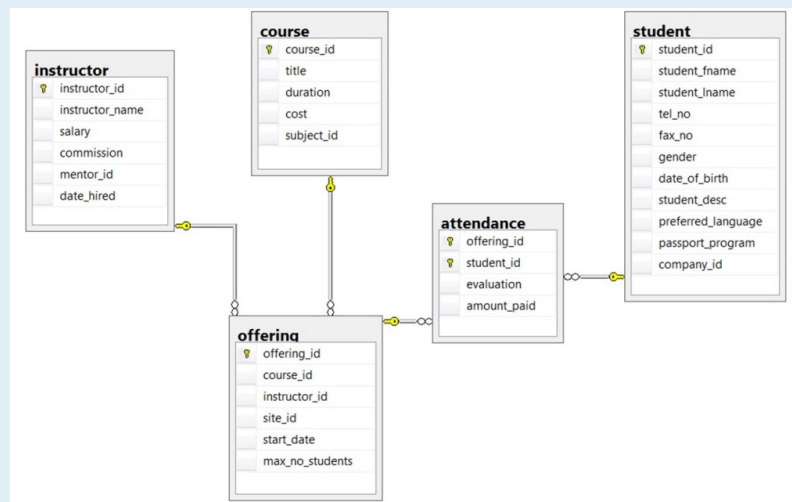 instructor
instructor_id
instructor_name
salary
commission
mentor_id
date_hired
course
course_id
title
duration
cost
subject_id
student
student_id
student_fname
student_lname
tel_no
fax_no
gender
date_of_birth
student_desc
preferred_language
passport_program
company_id
attendance
offering_id
student_id
evaluation
amount_paid
offering
offering_id
course_id
instructor_id
site_id
start_date
max_no_students